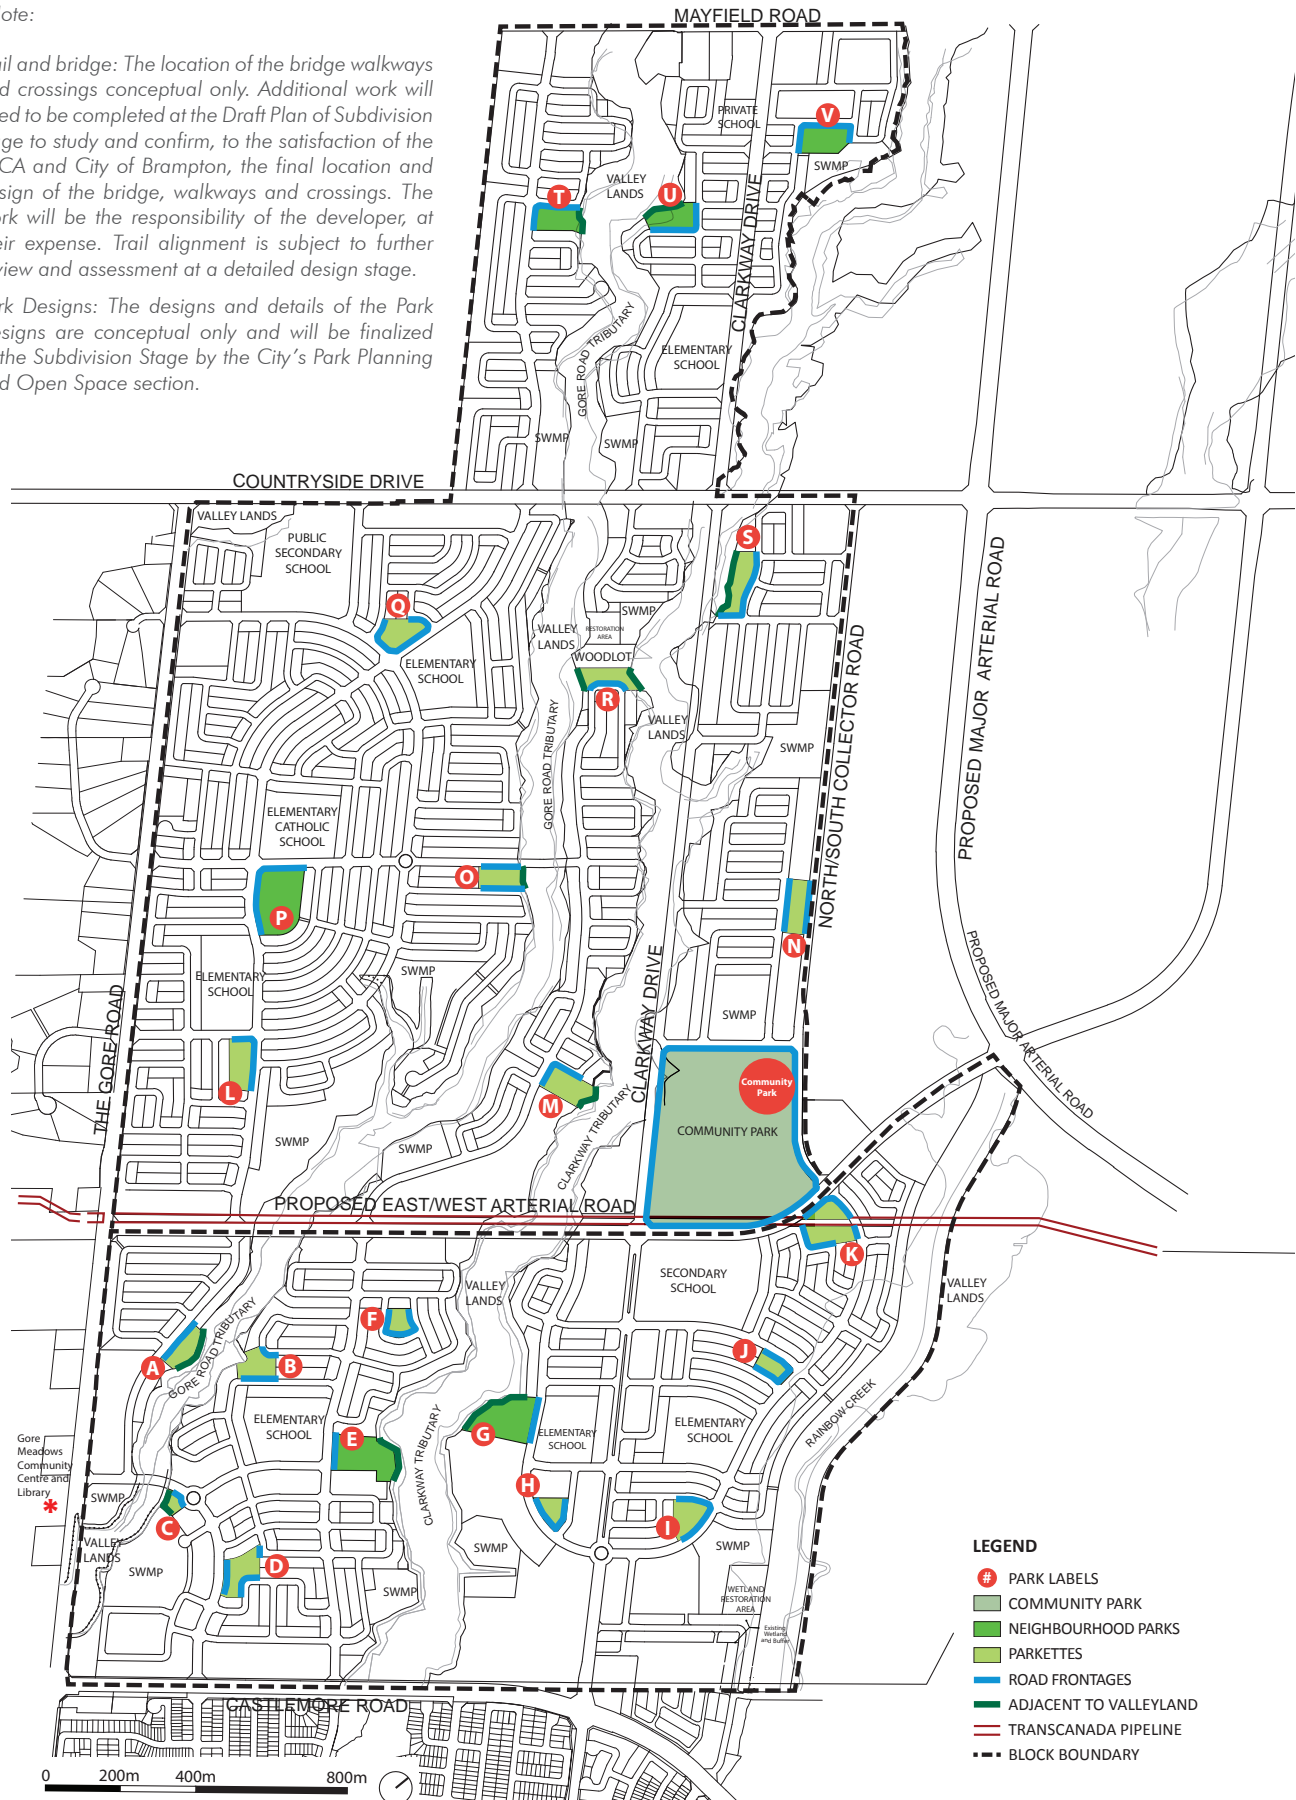 ote:
il and bridge: The location of the bridge walkways
d crossings conceptual only. Additional work will
ed to be completed at the Draft Plan of Subdivision
ge to study and confirm, to the satisfaction of the
CA and City of Brampton, the final location and
sign of the bridge, walkways and crossings. The
rk will be the responsibility of the developer, at
eir expense. Trail alignment is subject to further
view and assessment at a detailed design stage.
rk Designs: The designs and details of the Park
esigns are conceptual only and will be finalized
the Subdivision Stage by the City's Park Planning
d Open Space section.
MAYFIELD ROAD
PRIVATE
SCHOOL
V
SWMP
VALLEY
LANDS
T
U
CLARKWAY DRIVE
GORE ROAD TRIBUTARY
ELEMENTARY
SCHOOL
SWMP
SWMP
COUNTRYSIDE DRIVE
VALLEY LANDS
PUBLIC
SECONDARY
SCHOOL
S
Q
SWMP
VALLEY
LANDS
RESTORATION
AREA
WOODLOT
ELEMENTARY
SCHOOL
R
VALLEY
LANDS
SWMP
GORE ROAD TRIBUTARY
NORTH/SOUTH COLLECTOR ROAD
PROPOSED MAJOR ARTERIAL ROAD
ELEMENTARY
CATHOLIC
SCHOOL
O
P
N
PROPOSED MAJOR ARTERIAL ROAD
ELEMENTARY
SCHOOL
SWMP
SWMP
THE GORE ROAD
CLARKWAY DRIVE
L
M
Community
Park
COMMUNITY PARK
CLARKWAY TRIBUTARY
SWMP
SWMP
PROPOSED EAST/WEST ARTERIAL ROAD
K
SECONDARY
SCHOOL
VALLEY
LANDS
VALLEY
LANDS
F
GORE ROAD TRIBUTARY
A
B
J
RAINBOW CREEK
ELEMENTARY
SCHOOL
E
CLARKWAY TRIBUTARY
G
ELEMENTARY
SCHOOL
ELEMENTARY
SCHOOL
Gore
Meadows
Community
Centre and
Library
*
SWMP
C
H
I
VALLEY
LANDS
SWMP
D
SWMP
SWMP
SWMP
WETLAND
RESTORATION
AREA
Existing
Wetland
and Buffer
CASTLEMORE ROAD
0 200m 400m 800m
LEGEND
# PARK LABELS
COMMUNITY PARK
NEIGHBOURHOOD PARKS
PARKETTES
ROAD FRONTAGES
ADJACENT TO VALLEYLAND
TRANSCANADA PIPELINE
BLOCK BOUNDARY